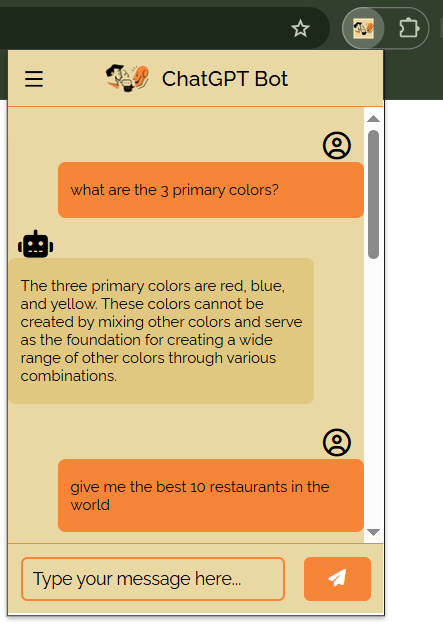 ChatGPT Bot
what are the 3 primary colors?
The three primary colors are red, blue,
and yellow. These colors cannot be
created by mixing other colors and serve
as the foundation for creating a wide
range of other colors through various
combinations.
give me the best 10 restaurants in the
world
Type your message here...